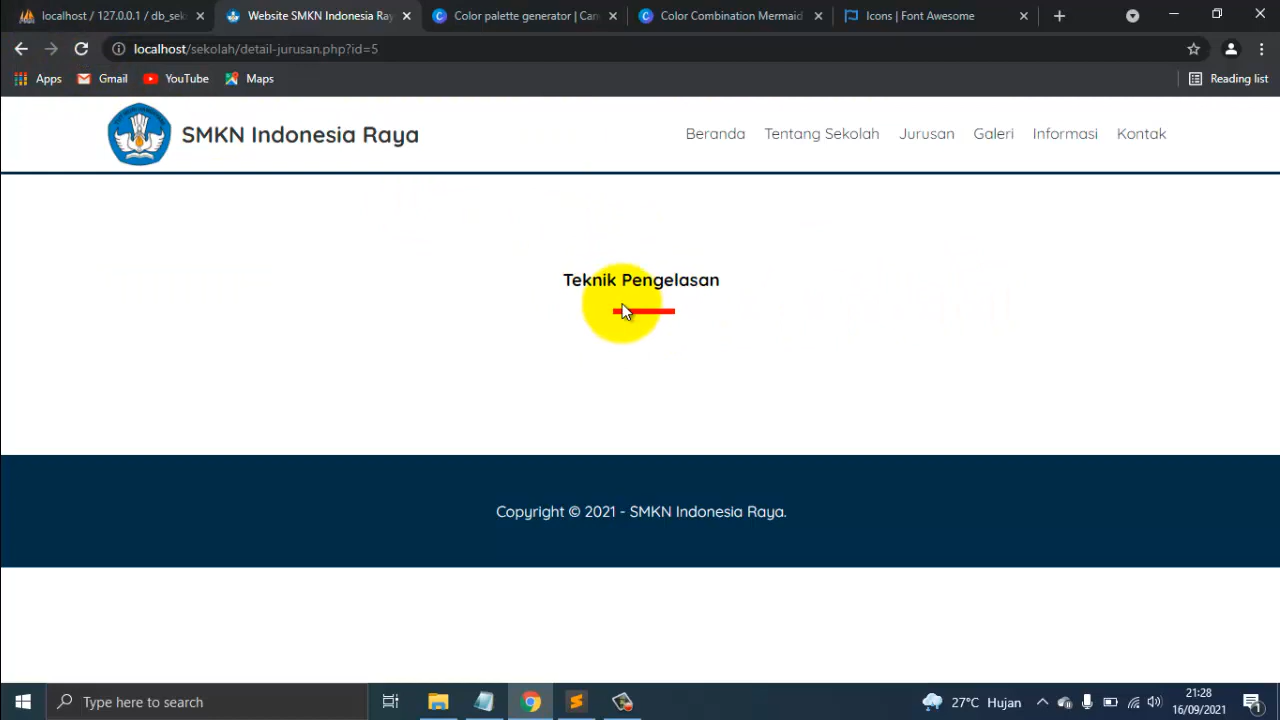 localhost / 127.0.0.1 / db_sek
Website SMKN Indonesia Ray
Color palette generator | Can
Color Combination Mermaid
Icons | Font Awesome
localhost/sekolah/detail-jurusan.php?id=5
Apps
Gmail
YouTube
Maps
Reading list
SMKN Indonesia Raya
Beranda
Tentang Sekolah
Jurusan
Galeri
Informasi
Kontak
Teknik Pengelasan
Copyright © 2021 - SMKN Indonesia Raya.
Type here to search
27°C Hujan
21:28
16/09/2021
1